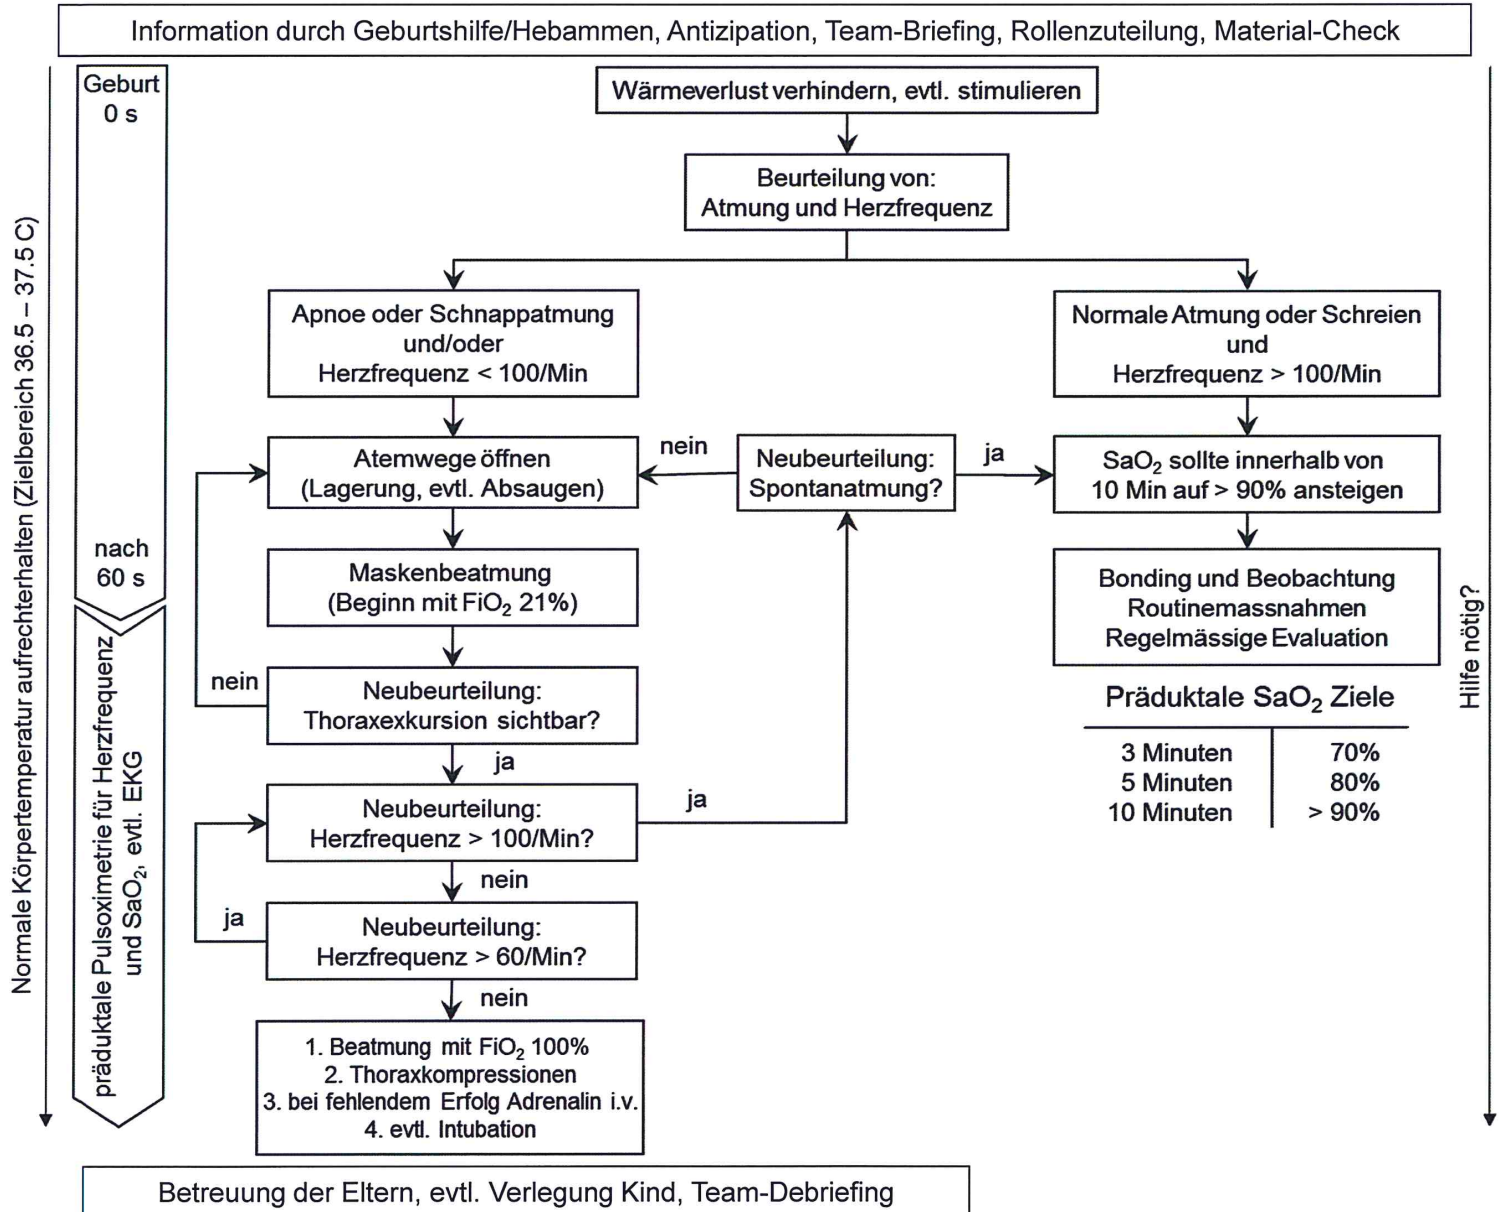 Information durch Geburtshilfe/Hebammen, Antizipation, Team-Briefing, Rollenzuteilung, Material-Check
Geburt
0 s
nach
60 s
Normale Körpertemperatur aufrechterhalten (Zielbereich 36.5 – 37.5 C)
präduktale Pulsoximetrie für Herzfrequenz
und SaO₂, evtl. EKG
Wärmeverlust verhindern, evtl. stimulieren
Beurteilung von:
Atmung und Herzfrequenz
Apnoe oder Schnappatmung
und/oder
Herzfrequenz < 100/Min
Normale Atmung oder Schreien
und
Herzfrequenz > 100/Min
Atemwege öffnen
(Lagerung, evtl. Absaugen)
nein
Neubeurteilung:
Spontanatmung?
ja
SaO₂ sollte innerhalb von
10 Min auf > 90% ansteigen
Maskenbeatmung
(Beginn mit FiO₂ 21%)
Bonding und Beobachtung
Routinemassnahmen
Regelmässige Evaluation
nein
Neubeurteilung:
Thoraxexkursion sichtbar?
ja
Neubeurteilung:
Herzfrequenz > 100/Min?
ja
nein
ja
Neubeurteilung:
Herzfrequenz > 60/Min?
nein
1. Beatmung mit FiO₂ 100%
2. Thoraxkompressionen
3. bei fehlendem Erfolg Adrenalin i.v.
4. evtl. Intubation
Präduktale SaO₂ Ziele
3 Minuten 70%
5 Minuten 80%
10 Minuten > 90%
Hilfe nötig?
Betreuung der Eltern, evtl. Verlegung Kind, Team-Debriefing